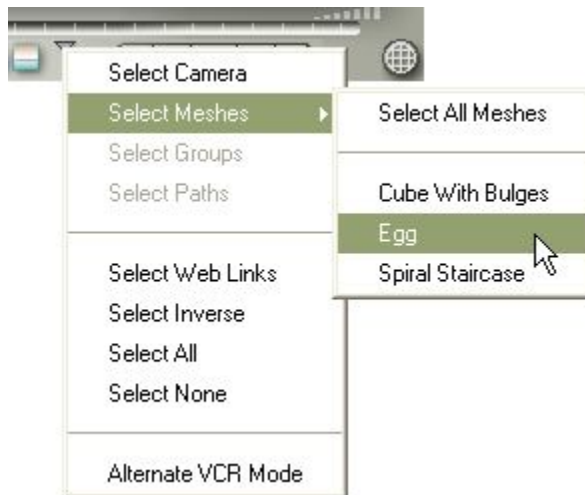 Select Camera
Select Meshes
Select Groups
Select Paths
Select Web Links
Select Inverse
Select All
Select None
Alternate VCR Mode
Select All Meshes
Cube With Bulges
Egg
Spiral Staircase